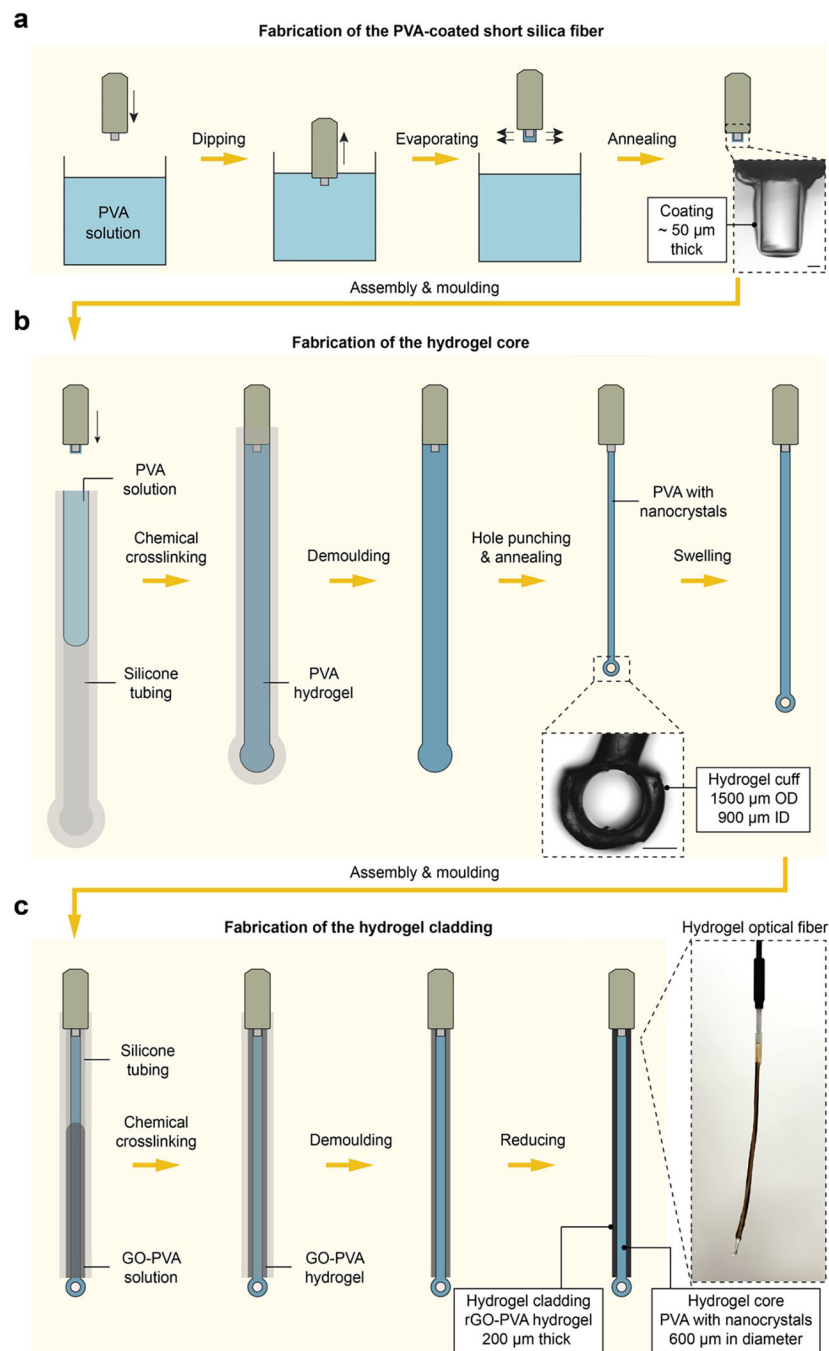 a
Fabrication of the PVA-coated short silica fiber
Dipping
Evaporating
Annealing
PVA
solution
Coating
~ 50 µm
thick
Assembly & moulding
b
Fabrication of the hydrogel core
PVA
solution
Chemical
crosslinking
Demoulding
Hole punching
& annealing
PVA with
nanocrystals
Swelling
Silicone
tubing
PVA
hydrogel
Hydrogel cuff
1500 µm OD
900 µm ID
Assembly & moulding
c
Fabrication of the hydrogel cladding
Hydrogel optical fiber
Silicone
tubing
Chemical
crosslinking
Demoulding
Reducing
GO-PVA
solution
GO-PVA
hydrogel
Hydrogel cladding
rGO-PVA hydrogel
200 µm thick
Hydrogel core
PVA with nanocrystals
600 µm in diameter